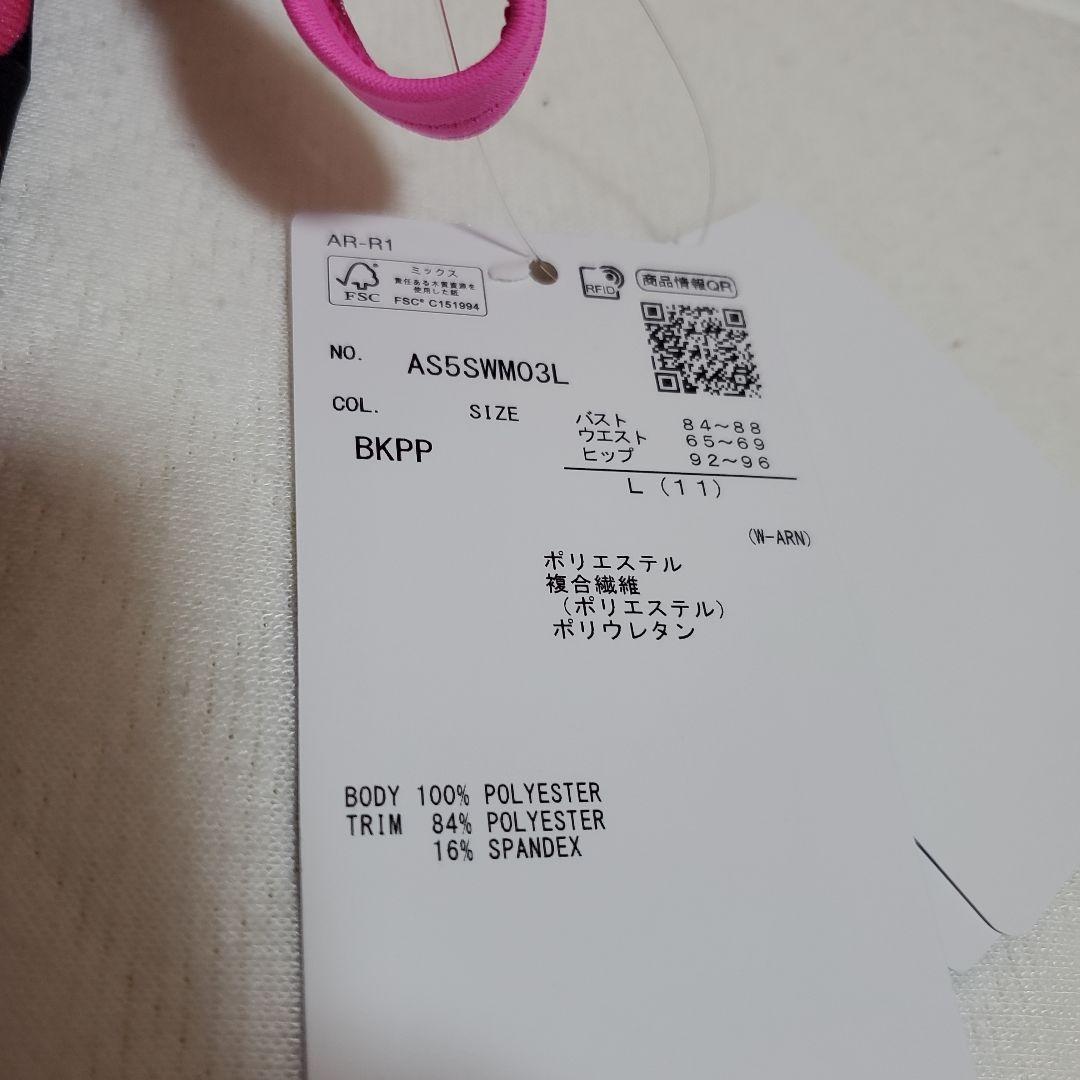 AR-R1
FSC
ミックス
責任ある木質資源を
使用した紙
FSC® C151994
RFID
商品情報QR
NO. AS5SWM03L
COL. BKPP
SIZE
バスト 84~88
ウエスト 65~69
ヒップ 92~96
L(11)
(W-ARN)
ポリエステル
複合繊維
(ポリエステル)
ポリウレタン
BODY 100% POLYESTER
TRIM 84% POLYESTER
16% SPANDEX